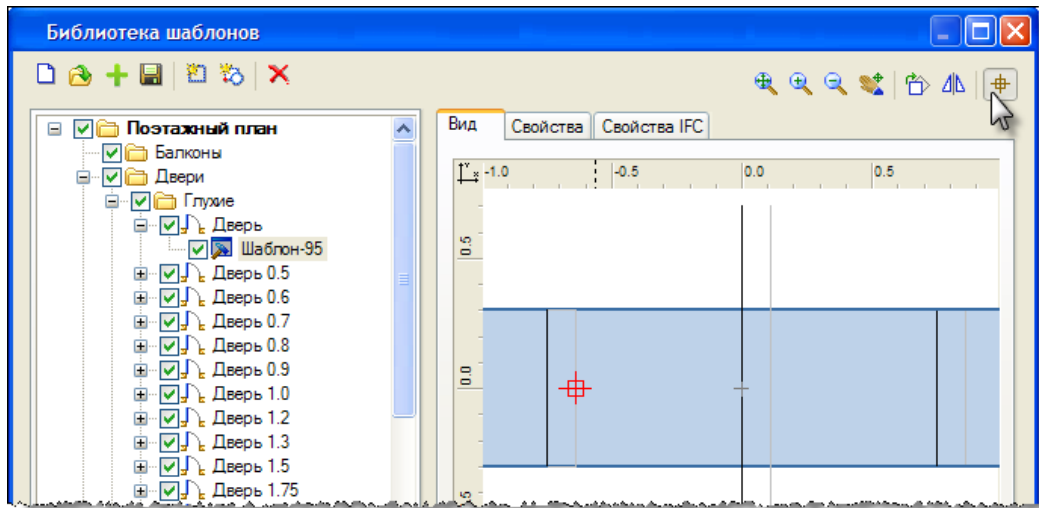 Библиотека шаблонов
Поэтажный план
Балконы
Двери
Глухие
Дверь
Шаблон-95
Дверь 0.5
Дверь 0.6
Дверь 0.7
Дверь 0.8
Дверь 0.9
Дверь 1.0
Дверь 1.2
Дверь 1.3
Дверь 1.5
Дверь 1.75
Вид Свойства Свойства IFC
Y x -1.0 -0.5 0.0 0.5
0.5
0.0